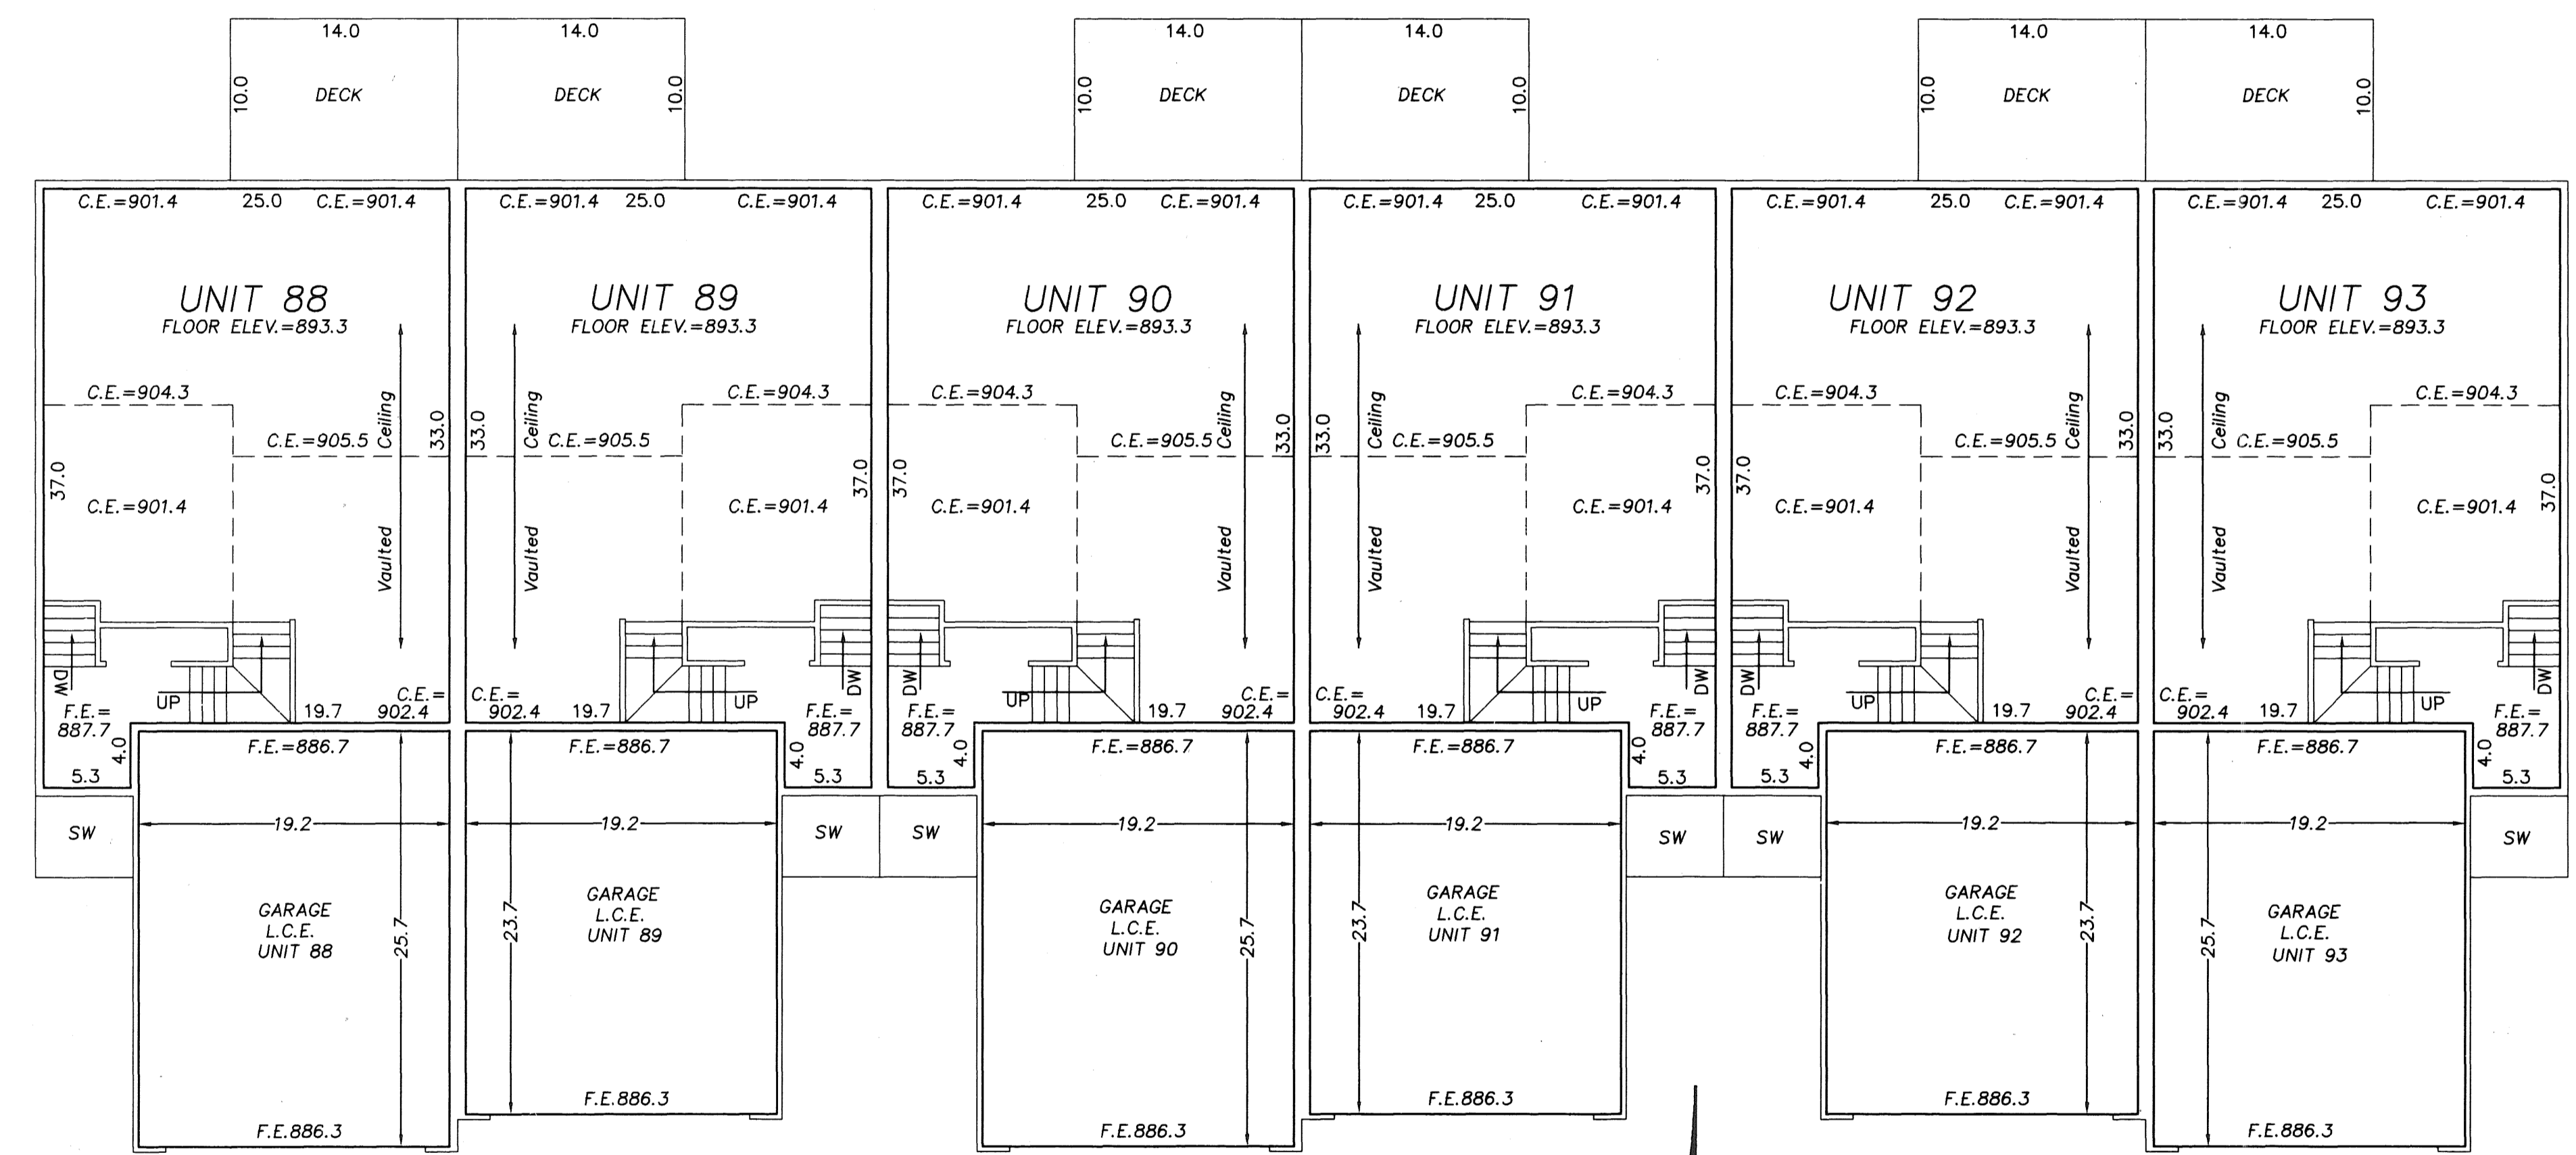 14.0 14.0 14.0 14.0 14.0 14.0
10.0 DECK DECK 10.0 10.0 DECK DECK 10.0 10.0 DECK DECK 10.0
C.E.=901.4 25.0 C.E.=901.4 C.E.=901.4 25.0 C.E.=901.4 C.E.=901.4 25.0 C.E.=901.4 C.E.=901.4 25.0 C.E.=901.4 C.E.=901.4 25.0 C.E.=901.4 C.E.=901.4 25.0 C.E.=901.4
UNIT 88 UNIT 89 UNIT 90 UNIT 91 UNIT 92 UNIT 93
FLOOR ELEV.=893.3 FLOOR ELEV.=893.3 FLOOR ELEV.=893.3 FLOOR ELEV.=893.3 FLOOR ELEV.=893.3 FLOOR ELEV.=893.3
C.E.=904.3 C.E.=904.3 C.E.=904.3 C.E.=904.3 C.E.=904.3 C.E.=904.3
C.E.=905.5 Ceiling 33.0 33.0 Ceiling C.E.=905.5 C.E.=905.5 Ceiling 33.0 33.0 Ceiling C.E.=905.5 C.E.=905.5 Ceiling 33.0 33.0 Ceiling C.E.=905.5
37.0 37.0 37.0 37.0 37.0 37.0
C.E.=901.4 C.E.=901.4 C.E.=901.4 C.E.=901.4 C.E.=901.4 C.E.=901.4
Vaulted Vaulted Vaulted Vaulted Vaulted Vaulted
DW DW DW DW DW DW
UP UP UP UP UP UP
C.E.= C.E.= C.E.= C.E.= C.E.= C.E.=
F.E.= 19.7 902.4 902.4 19.7 F.E.= F.E.= 19.7 902.4 902.4 19.7 F.E.= F.E.= 19.7 902.4 902.4 19.7 F.E.=
887.7 887.7 887.7 887.7 887.7 887.7
4.0 F.E.=886.7 F.E.=886.7 4.0 4.0 F.E.=886.7 F.E.=886.7 4.0 4.0 F.E.=886.7 F.E.=886.7 4.0
5.3 5.3 5.3 5.3 5.3 5.3
SW 19.2 19.2 SW SW 19.2 19.2 SW SW 19.2 19.2 SW
GARAGE GARAGE GARAGE GARAGE GARAGE GARAGE
L.C.E. L.C.E. L.C.E. L.C.E. L.C.E. L.C.E.
UNIT 88 UNIT 89 UNIT 90 UNIT 91 UNIT 92 UNIT 93
25.7 23.7 25.7 23.7 23.7 25.7
F.E.886.3 F.E.886.3 F.E.886.3 F.E.886.3 F.E.886.3 F.E.886.3